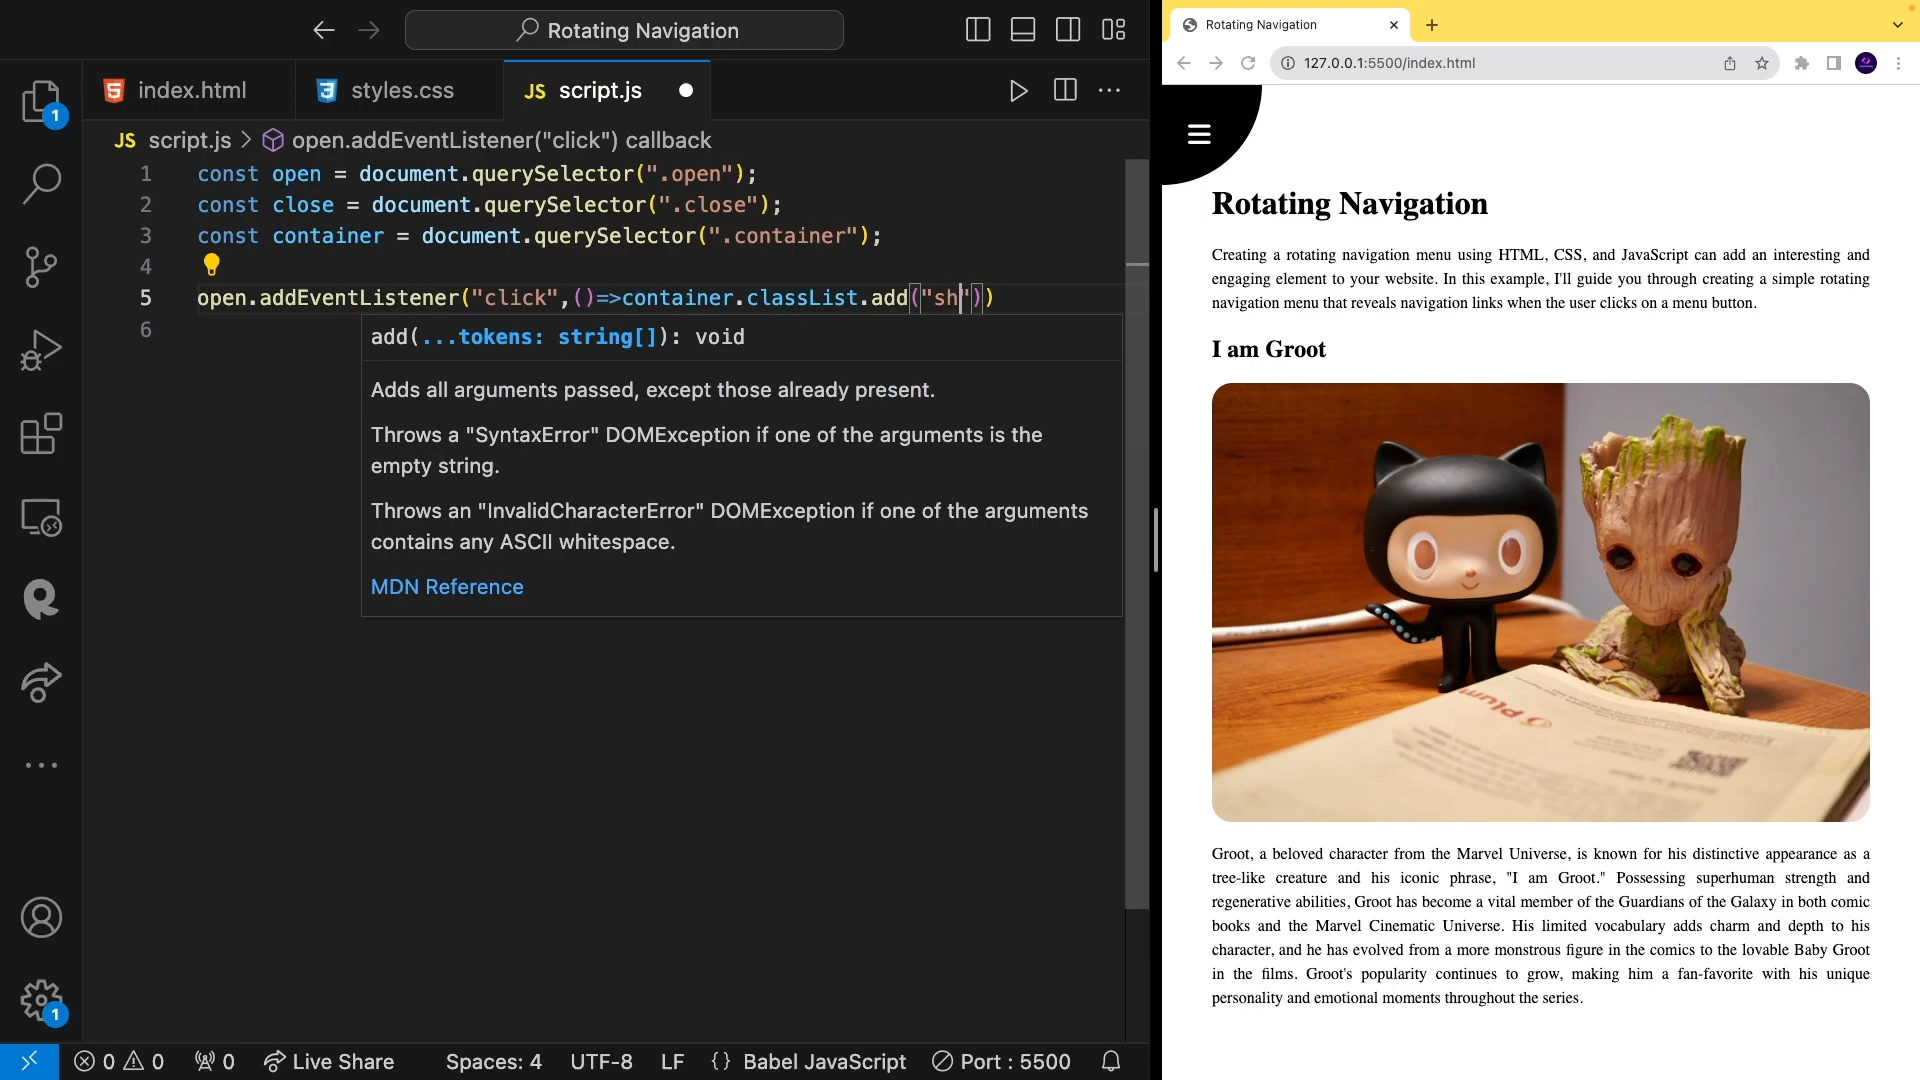 Rotating Navigation
index.html
styles.css
JS script.js
JS script.js > open.addEventListener("click") callback
1 const open = document.querySelector(".open");
2 const close = document.querySelector(".close");
3 const container = document.querySelector(".container");
4
5 open.addEventListener("click",()=>container.classList.add("sh"))
6
add(...tokens: string[]): void
Adds all arguments passed, except those already present.
Throws a "SyntaxError" DOMException if one of the arguments is the
empty string.
Throws an "InvalidCharacterError" DOMException if one of the arguments
contains any ASCII whitespace.
MDN Reference
1
1
0 0 0 Live Share Spaces: 4 UTF-8 LF {} Babel JavaScript Port : 5500
Rotating Navigation
127.0.0.1:5500/index.html
Rotating Navigation
Creating a rotating navigation menu using HTML, CSS, and JavaScript can add an interesting and
engaging element to your website. In this example, I'll guide you through creating a simple rotating
navigation menu that reveals navigation links when the user clicks on a menu button.
I am Groot
Plum
Groot, a beloved character from the Marvel Universe, is known for his distinctive appearance as a
tree-like creature and his iconic phrase, "I am Groot." Possessing superhuman strength and
regenerative abilities, Groot has become a vital member of the Guardians of the Galaxy in both comic
books and the Marvel Cinematic Universe. His limited vocabulary adds charm and depth to his
character, and he has evolved from a more monstrous figure in the comics to the lovable Baby Groot
in the films. Groot's popularity continues to grow, making him a fan-favorite with his unique
personality and emotional moments throughout the series.